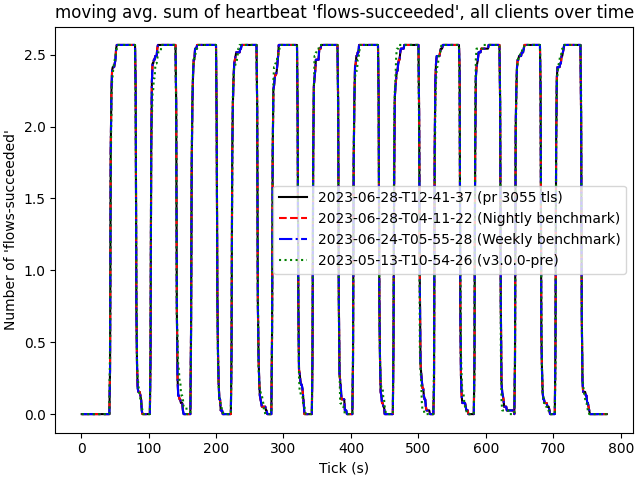 moving avg. sum of heartbeat 'flows-succeeded', all clients over time
Number of 'flows-succeeded'
2.5
2.0
1.5
1.0
0.5
0.0
2023-06-28-T12-41-37 (pr 3055 tls)
2023-06-28-T04-11-22 (Nightly benchmark)
2023-06-24-T05-55-28 (Weekly benchmark)
2023-05-13-T10-54-26 (v3.0.0-pre)
0 100 200 300 400 500 600 700 800
Tick (s)